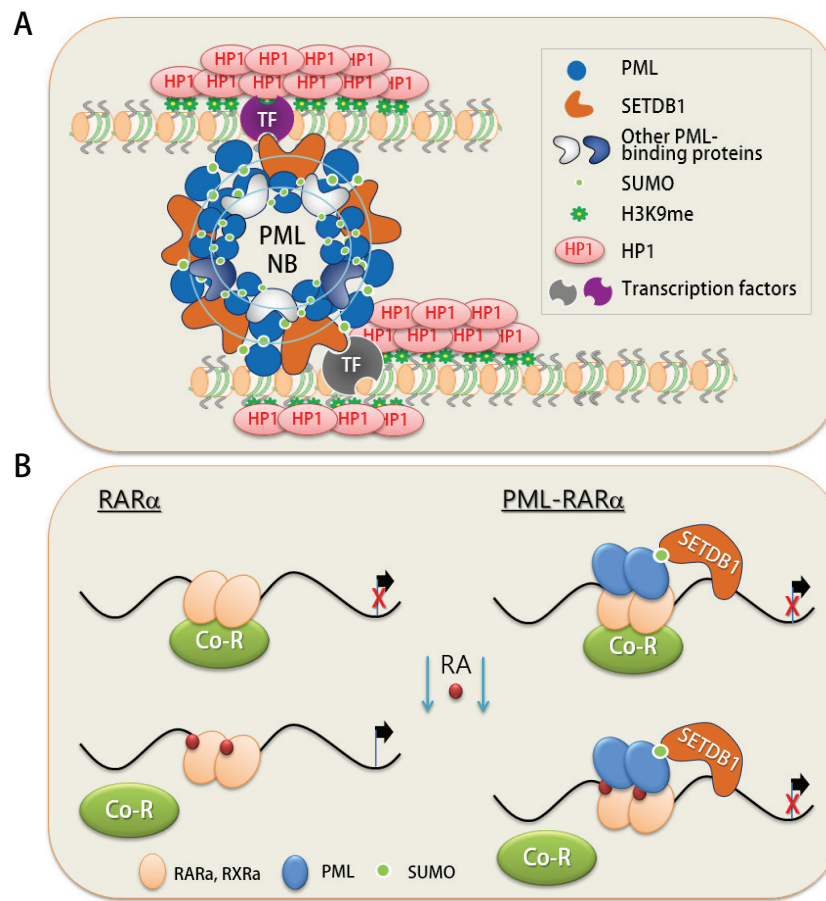 A
HP1 HP1 HP1 HP1
HP1 HP1 HP1 HP1 HP1
TF
PML
NB
HP1 HP1 HP1
HP1 HP1 HP1 HP1
TF
HP1 HP1 HP1 HP1
PML
SETDB1
Other PML-
binding proteins
SUMO
H3K9me
HP1 HP1
Transcription factors
B
RARα
Co-R
X
Co-R
RA
PML-RARα
SETDB1
Co-R
X
SETDB1
Co-R
X
RARa, RXRa PML SUMO